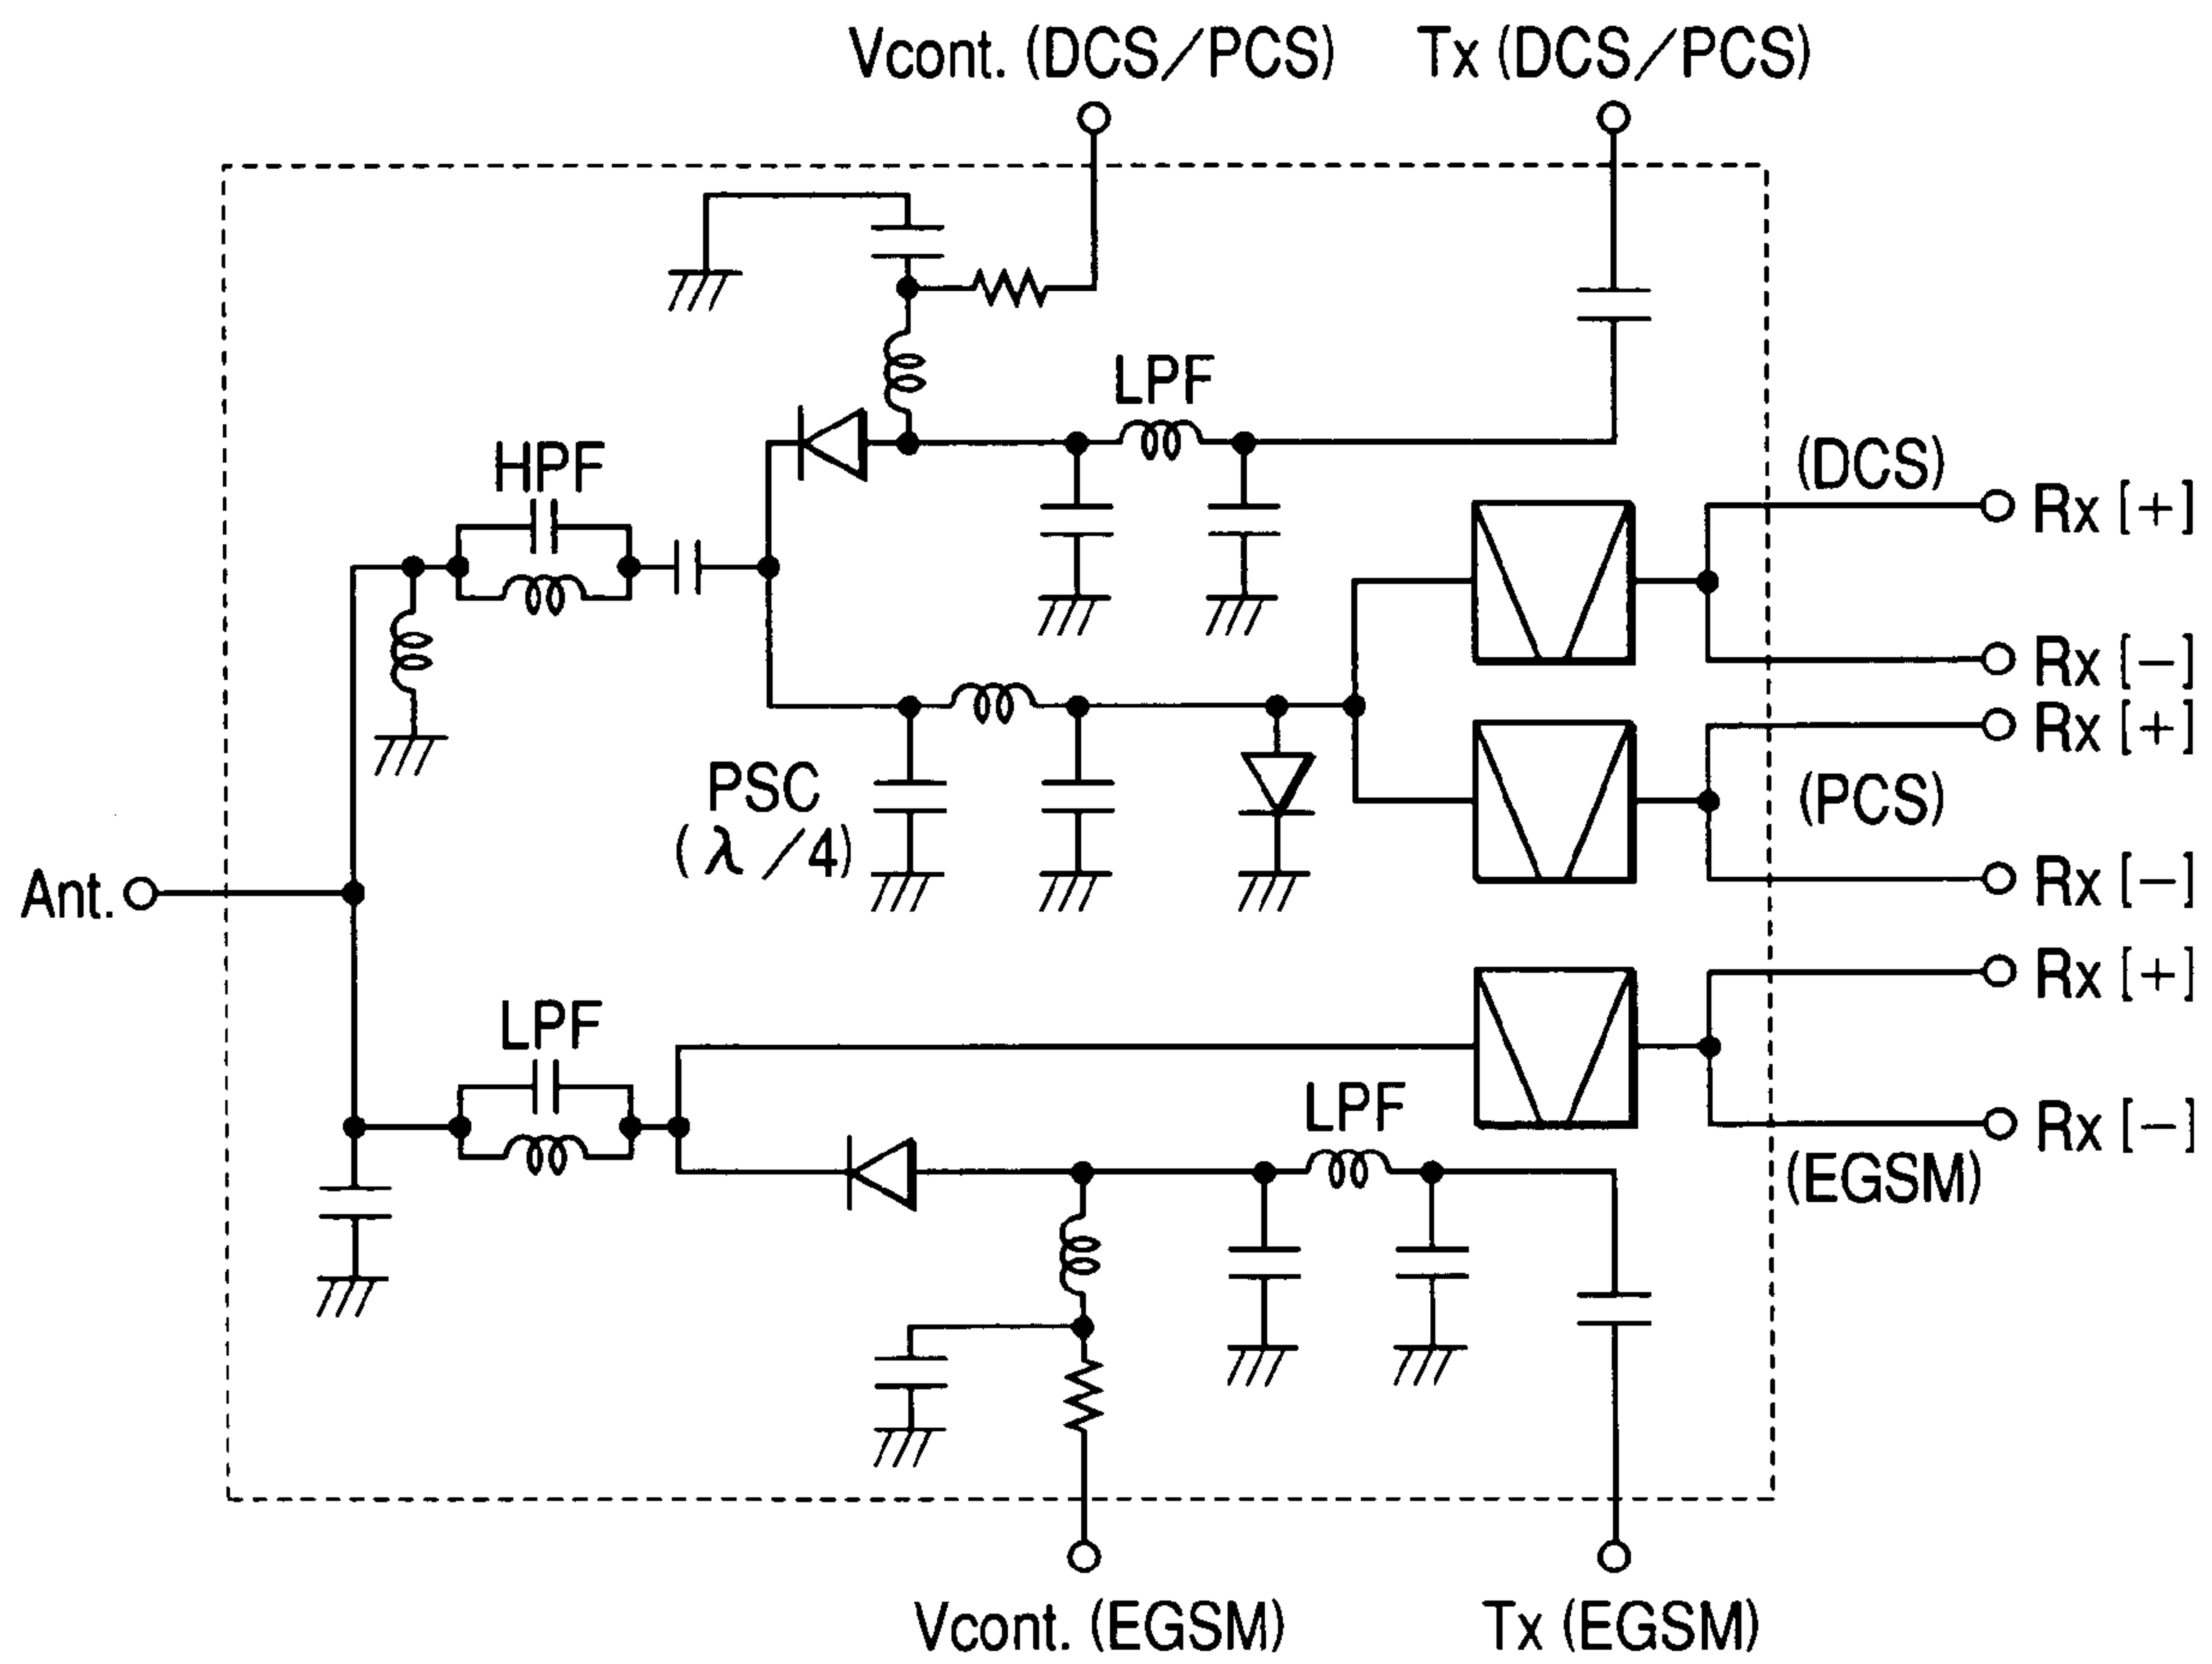 Vcont. (DCS/PCS)
Tx (DCS/PCS)
LPF
(DCS)
HPF
Rx [+]
Rx [−]
Rx [+]
PSC
(λ/4)
(PCS)
Ant.
Rx [−]
Rx [+]
LPF
LPF
Rx [−]
(EGSM)
Vcont. (EGSM)
Tx (EGSM)